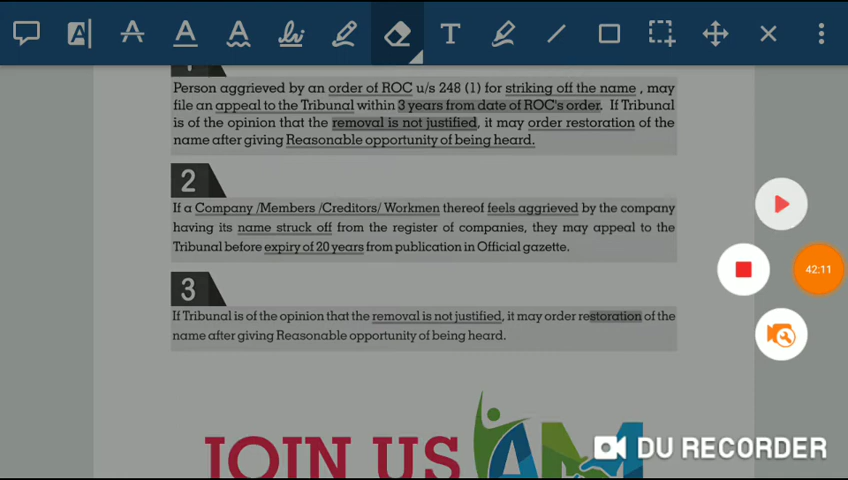 A
A
A
A
T
1
Person aggrieved by an order of ROC u/s 248 (1) for striking off the name , may
file an appeal to the Tribunal within 3 years from date of ROC's order. If Tribunal
is of the opinion that the removal is not justified, it may order restoration of the
name after giving Reasonable opportunity of being heard.
2
If a Company /Members /Creditors/ Workmen thereof feels aggrieved by the company
having its name struck off from the register of companies, they may appeal to the
Tribunal before expiry of 20 years from publication in Official gazette.
42:11
3
If Tribunal is of the opinion that the removal is not justified, it may order restoration of the
name after giving Reasonable opportunity of being heard.
JOIN US AM
DU RECORDER